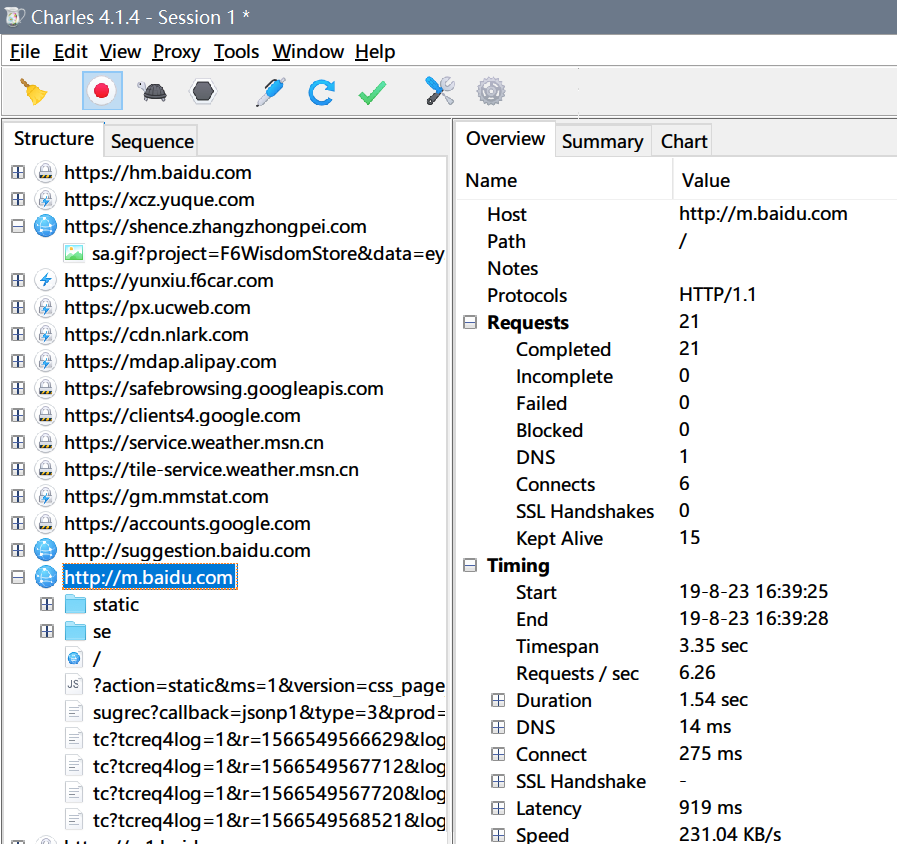 Charles 4.1.4 - Session 1 *
File Edit View Proxy Tools Window Help
Structure Sequence
https://hm.baidu.com
https://xcz.yuque.com
https://shence.zhangzhongpei.com
sa.gif?project=F6WisdomStore&data=ey
https://yunxiu.f6car.com
https://px.ucweb.com
https://cdn.nlark.com
https://mdap.alipay.com
https://safebrowsing.googleapis.com
https://clients4.google.com
https://service.weather.msn.cn
https://tile-service.weather.msn.cn
https://gm.mmstat.com
https://accounts.google.com
http://suggestion.baidu.com
http://m.baidu.com
static
se
/
JS ?action=static&ms=1&version=css_page
sugrec?callback=jsonp1&type=3&prod=
tc?tcreq4log=1&r=1566549566629&log
tc?tcreq4log=1&r=1566549567712&log
tc?tcreq4log=1&r=1566549567720&log
tc?tcreq4log=1&r=1566549568521&log
Overview Summary Chart
Name Value
Host http://m.baidu.com
Path /
Notes
Protocols HTTP/1.1
Requests 21
Completed 21
Incomplete 0
Failed 0
Blocked 0
DNS 1
Connects 6
SSL Handshakes 0
Kept Alive 15
Timing
Start 19-8-23 16:39:25
End 19-8-23 16:39:28
Timespan 3.35 sec
Requests / sec 6.26
Duration 1.54 sec
DNS 14 ms
Connect 275 ms
SSL Handshake -
Latency 919 ms
Speed 231.04 KB/s